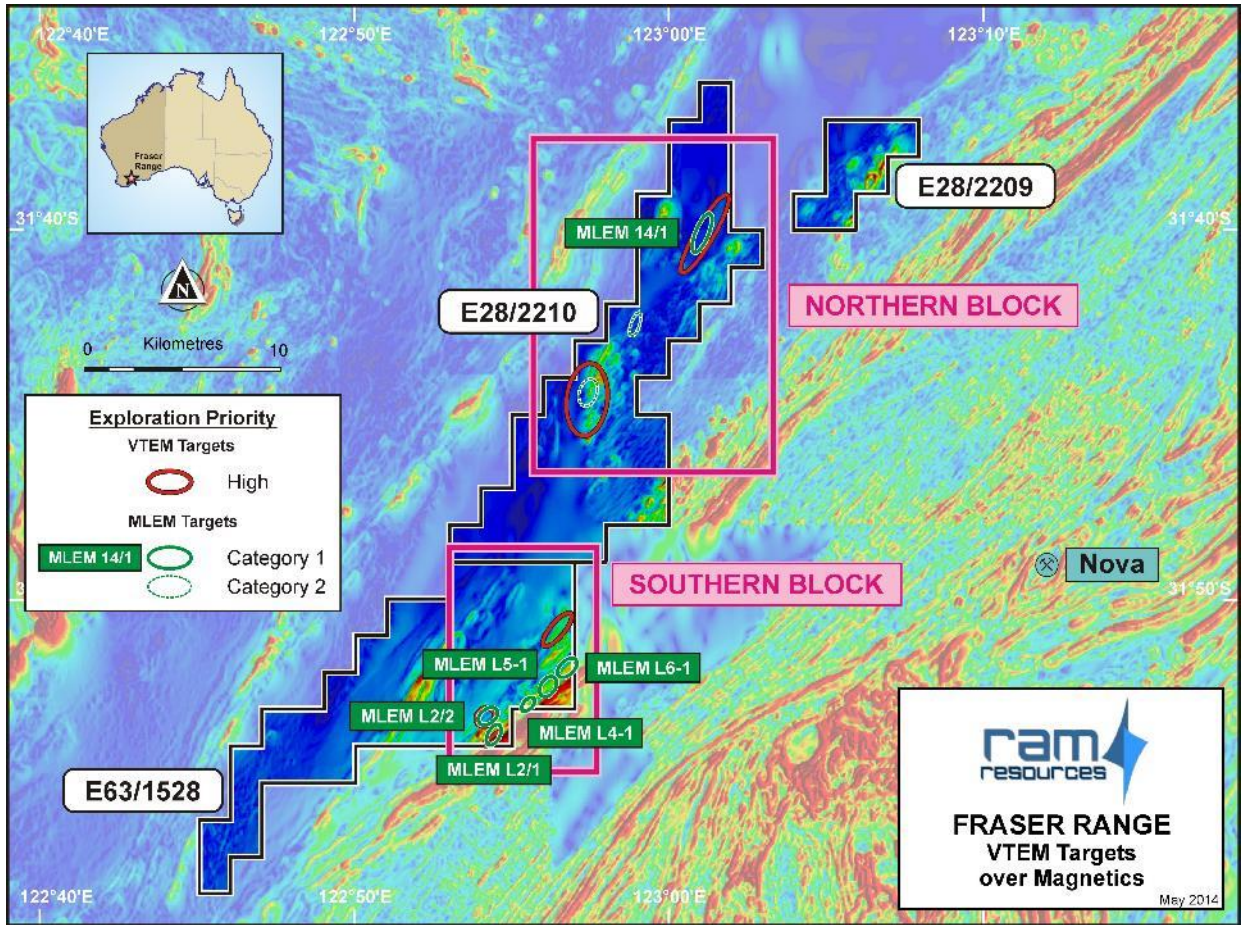 122°40'E
122°50'E
123°00'E
123°10'E
Fraser
Range
31°40'S
31°40'S
E28/2209
MLEM 14/1
N
E28/2210
NORTHERN BLOCK
0
Kilometres
10
Exploration Priority
VTEM Targets
High
MLEM Targets
MLEM 14/1
Category 1
Category 2
Nova
SOUTHERN BLOCK
31°50'S
MLEM L5-1
MLEM L6-1
MLEM L2/2
MLEM L4-1
MLEM L2/1
E63/1528
ram
resources
FRASER RANGE
VTEM Targets
over Magnetics
May 2014
122°40'E
122°50'E
123°00'E
123°10'E